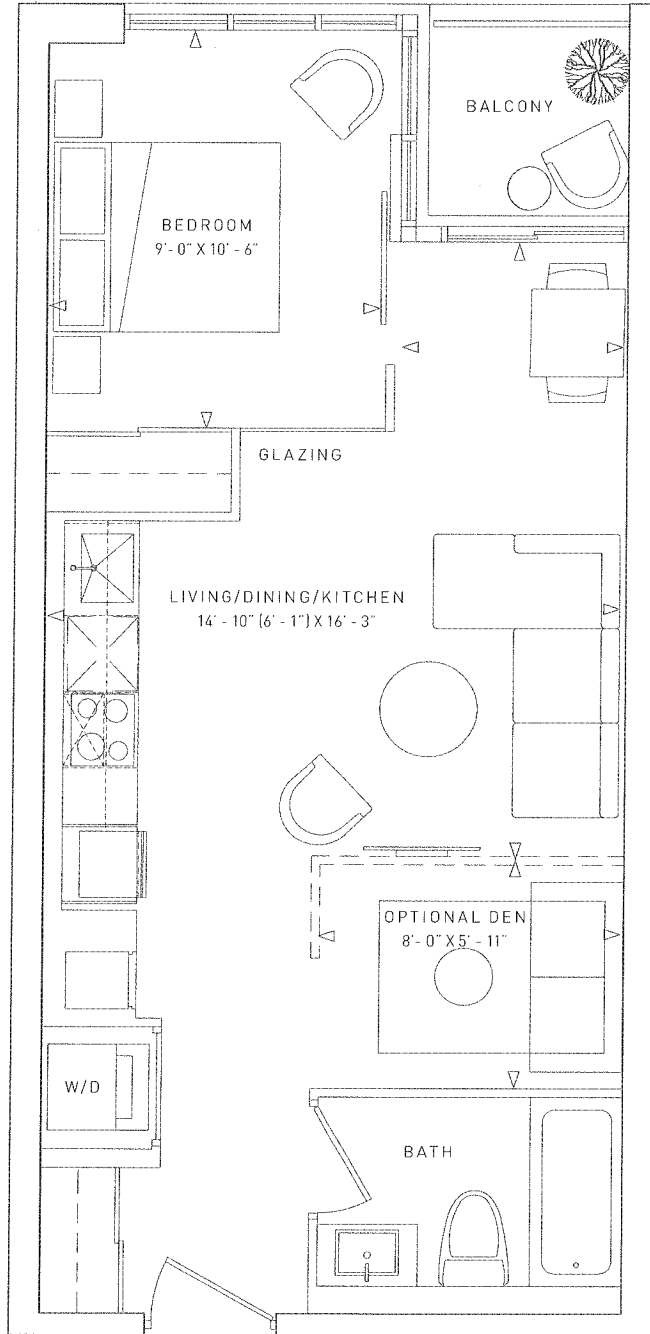 BALCONY
BEDROOM
9'-0" X 10'-6"
GLAZING
LIVING/DINING/KITCHEN
14'-10" (6'-1") X 16'-3"
OPTIONAL DEN
8'-0" X 5'-11"
W/D
BATH